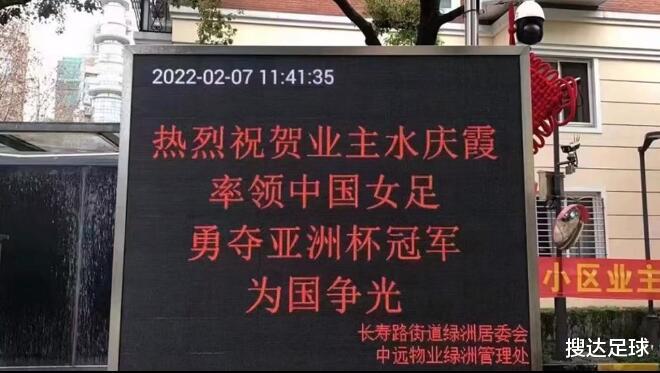 2022-02-07 11:41:35
热烈祝贺业主水庆霞
率领中国女足
勇夺亚洲杯冠军
为国争光
长寿路街道绿洲居委会
中远物业绿洲管理处
小区业主
搜达足球